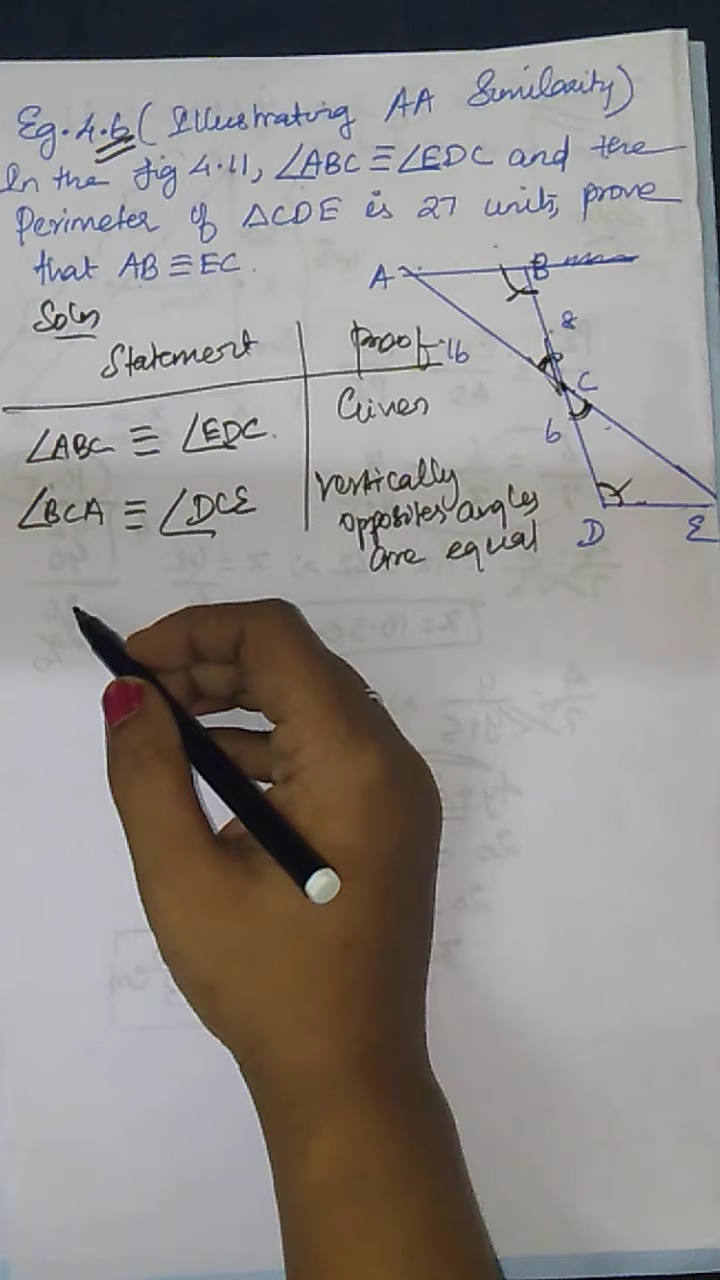 Eg.4.6 (Illustrating AA Similarity)
In the fig 4.11, ∠ABC ≡ ∠EDC and the
Perimeter of ΔCDE is 27 units, prove
that AB ≡ EC.
Soln
Statement
Proof
∠ABC ≡ ∠EDC.
Given
∠BCA ≡ ∠DCE
Vertically
opposites angles
are equal
A
B
8
16
C
6
D
E